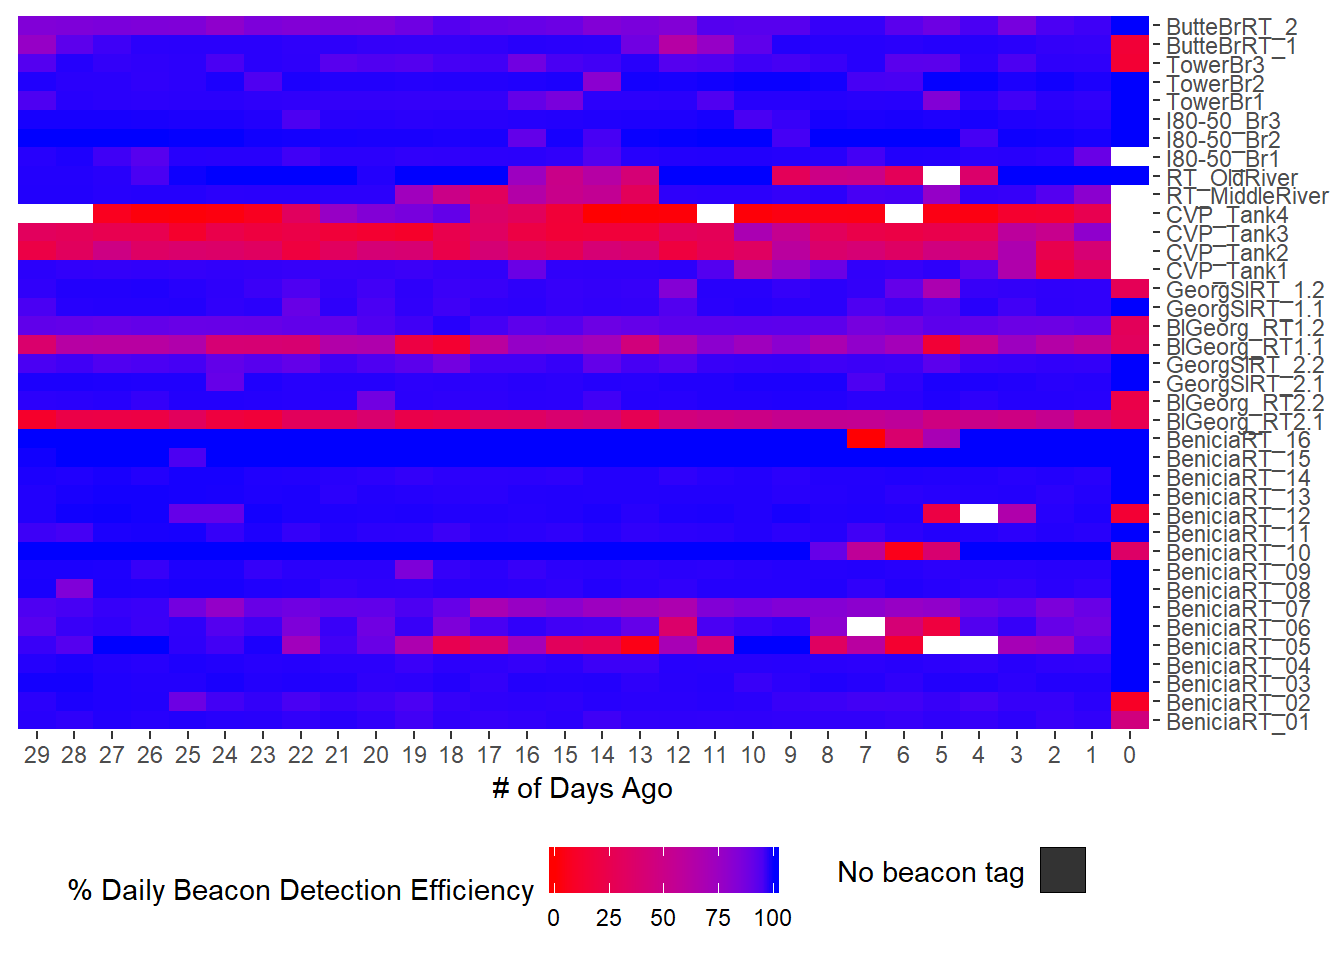 ButteBrRT_2
ButteBrRT_1
TowerBr3
TowerBr2
TowerBr1
I80-50_Br3
I80-50_Br2
I80-50_Br1
RT_OldRiver
RT_MiddleRiver
CVP_Tank4
CVP_Tank3
CVP_Tank2
CVP_Tank1
GeorgSlRT_1.2
GeorgSlRT_1.1
BlGeorg_RT1.2
BlGeorg_RT1.1
GeorgSlRT_2.2
GeorgSlRT_2.1
BlGeorg_RT2.2
BlGeorg_RT2.1
BeniciaRT_16
BeniciaRT_15
BeniciaRT_14
BeniciaRT_13
BeniciaRT_12
BeniciaRT_11
BeniciaRT_10
BeniciaRT_09
BeniciaRT_08
BeniciaRT_07
BeniciaRT_06
BeniciaRT_05
BeniciaRT_04
BeniciaRT_03
BeniciaRT_02
BeniciaRT_01
29 28 27 26 25 24 23 22 21 20 19 18 17 16 15 14 13 12 11 10 9 8 7 6 5 4 3 2 1 0
# of Days Ago
% Daily Beacon Detection Efficiency
0 25 50 75 100
No beacon tag